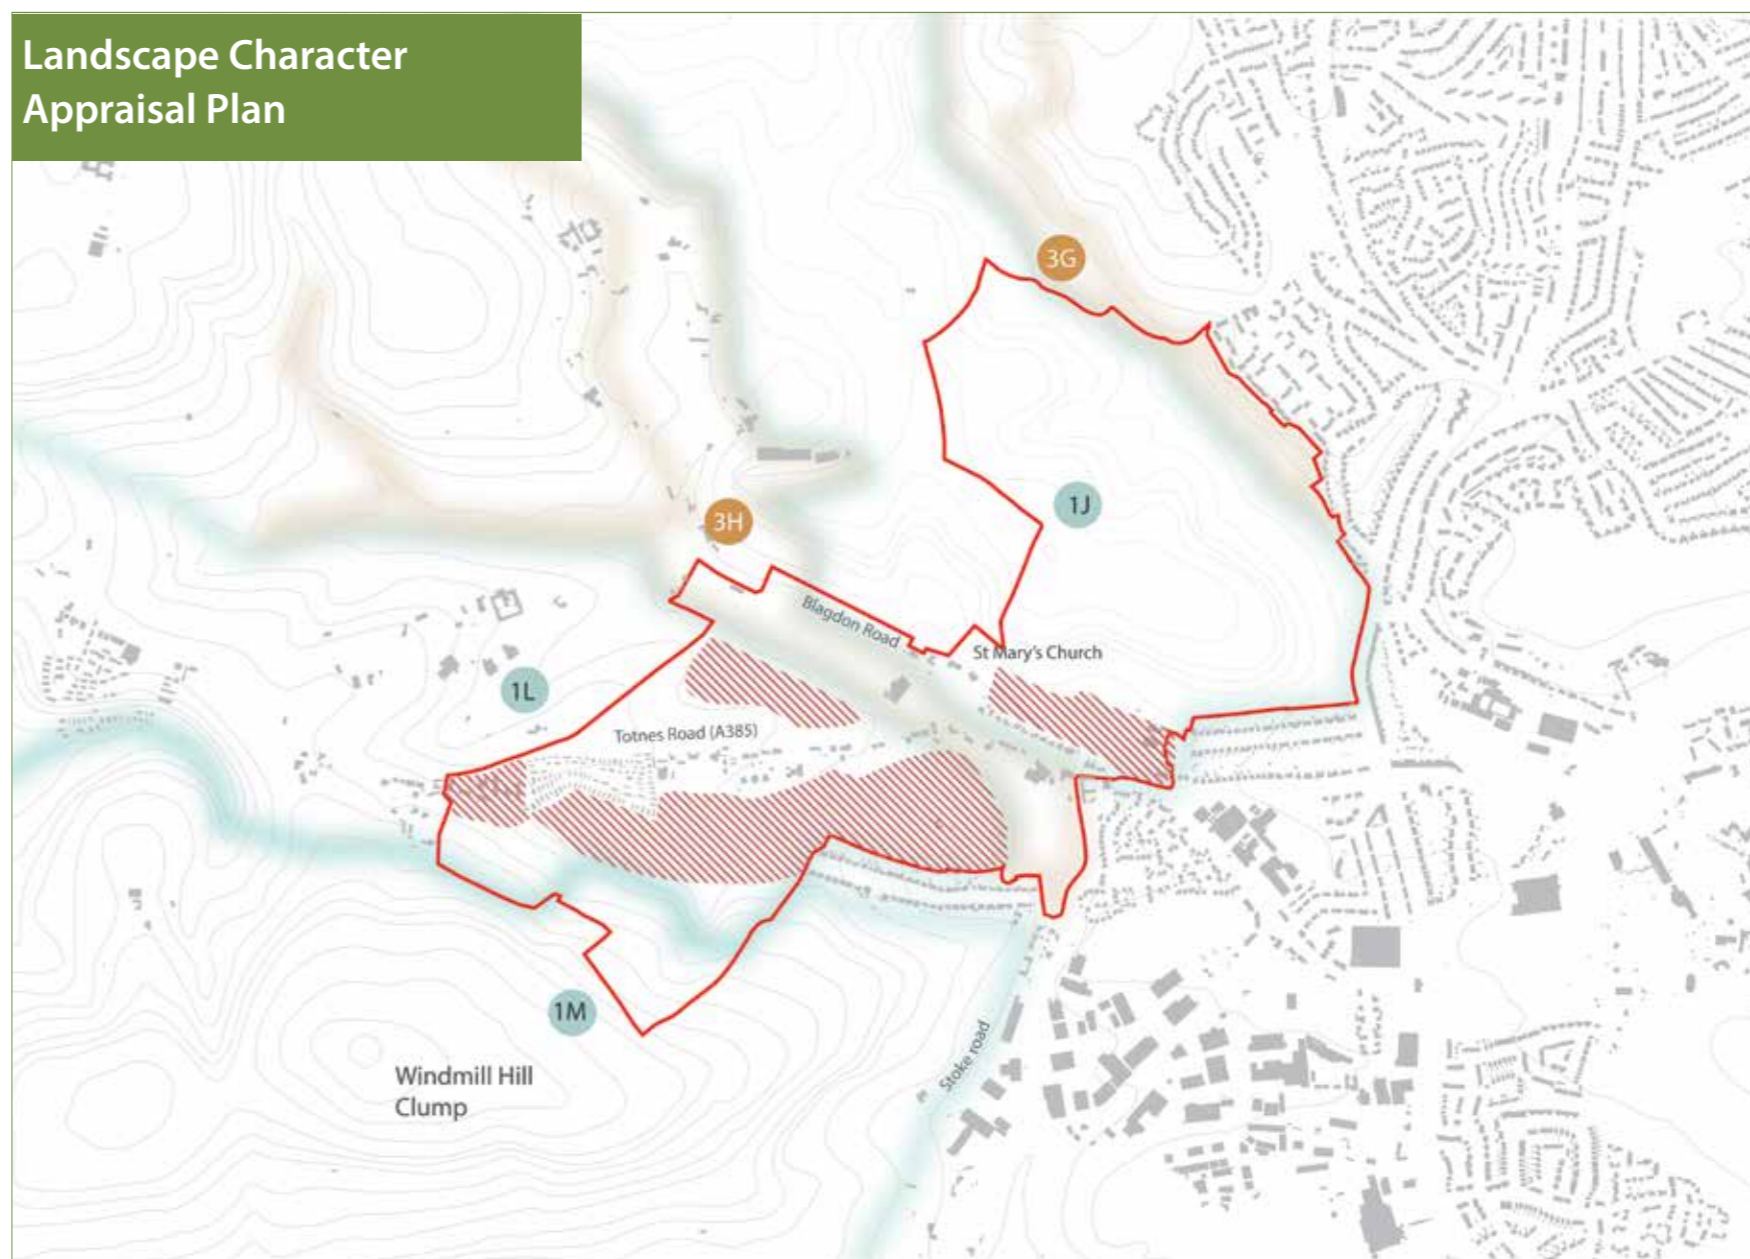 Landscape Character
Appraisal Plan
3G
1J
3H
Blagdon Road
St Mary's Church
1L
Totnes Road (A385)
1M
Stoke road
Windmill Hill
Clump